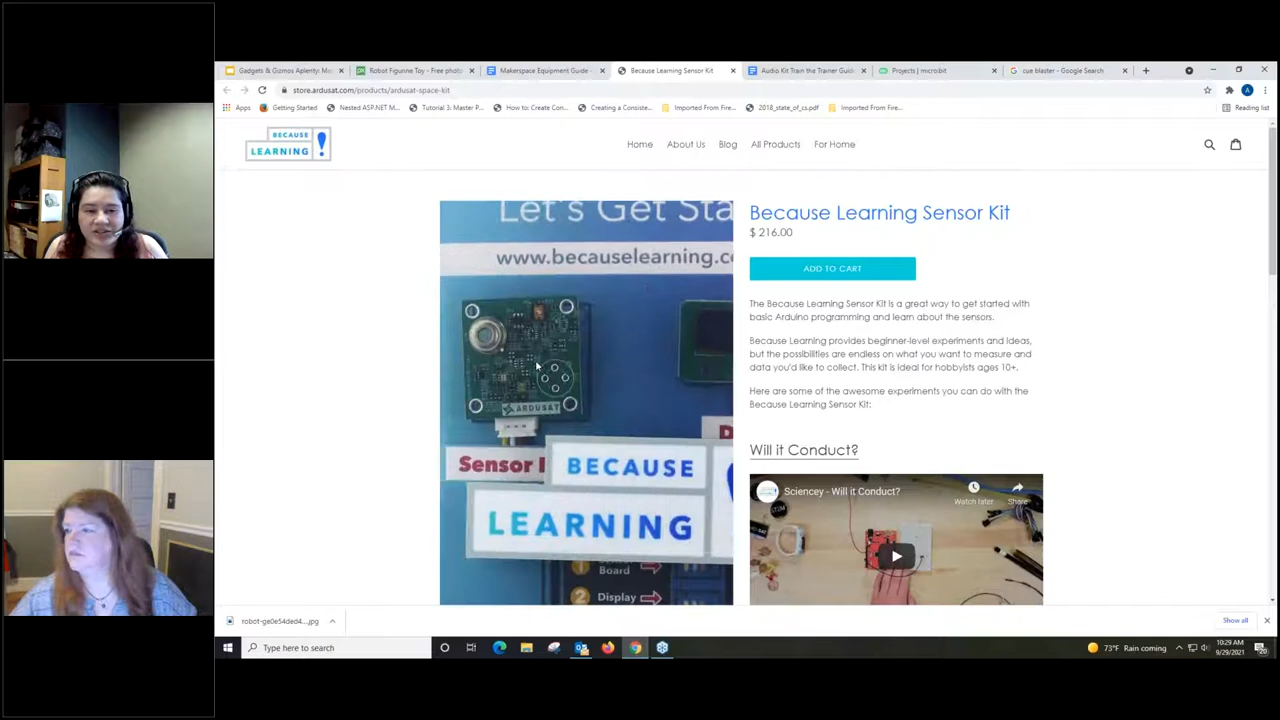 Gadgets & Gizmos Aplenty: Ma
Robot Figurine Toy - Free photo
Makerspace Equipment Guide -
Because Learning Sensor Kit
Audio Kit Train the Trainer Guide
Projects | micro:bit
cue blaster - Google Search
store.ardusat.com/products/ardusat-space-kit
Apps
Getting Started
Nested ASP.NET M...
Tutorial 3: Master P...
How to: Create Con...
Creating a Consiste...
Imported From Fire...
2018_state_of_cs.pdf
Imported From Fire...
Reading list
BECAUSE
LEARNING !
Home
About Us
Blog
All Products
For Home
Let's Get Sta
www.becauselearning.co
ARDUSAT
Sensor
BECAUSE
LEARNING
Sensor
Board
2 Display
Because Learning Sensor Kit
$ 216.00
ADD TO CART
The Because Learning Sensor Kit is a great way to get started with
basic Arduino programming and learn about the sensors.
Because Learning provides beginner-level experiments and ideas,
but the possibilities are endless on what you want to measure and
data you'd like to collect. This kit is ideal for hobbyists ages 10+.
Here are some of the awesome experiments you can do with the
Because Learning Sensor Kit:
Will it Conduct?
Sciencey - Will it Conduct?
Watch later
Share
robot-ge0e54ded4....jpg
Show all
Type here to search
73°F Rain coming
10:29 AM
9/29/2021